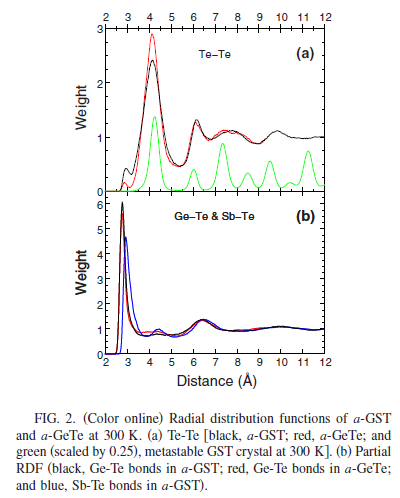 2 3 4 5 6 7 8 9 10 11 12
3
Te–Te
(a)
2
Weight
1
0
6
Ge–Te & Sb–Te
(b)
5
4
Weight
3
2
1
0
2 3 4 5 6 7 8 9 10 11 12
Distance (Å)
FIG. 2. (Color online) Radial distribution functions of a-GST
and a-GeTe at 300 K. (a) Te-Te [black, a-GST; red, a-GeTe; and
green (scaled by 0.25), metastable GST crystal at 300 K]. (b) Partial
RDF (black, Ge-Te bonds in a-GST; red, Ge-Te bonds in a-GeTe;
and blue, Sb-Te bonds in a-GST).